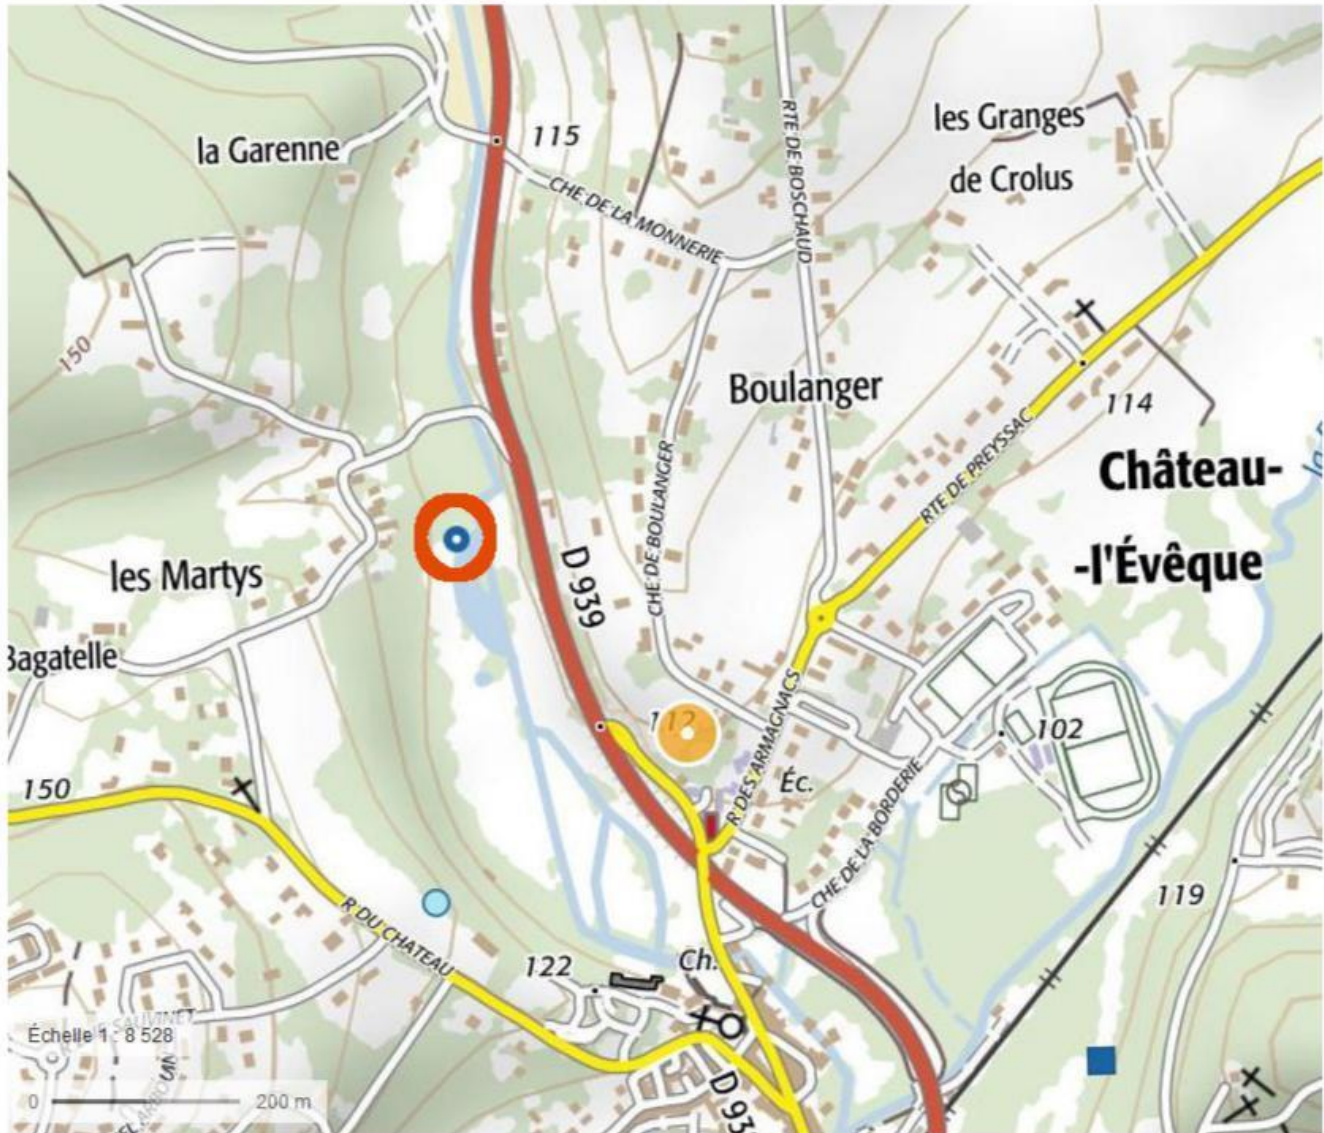 la Garenne
115
CHE DE LA MONNERIE
RTE DE BOSCHAUD
les Granges
de Crolus
150
Boulanger
114
RTE DE PREYSSAC
Château-
-l'Évêque
CHE DE BOULANGER
D 939
les Martys
Bagatelle
112
R DES ARMAGNACS
Éc.
102
CHE DE LA BORDERIE
119
150
R DU CHATEAU
122
Ch.
Échelle 1 : 8 528
0 200 m
D 93